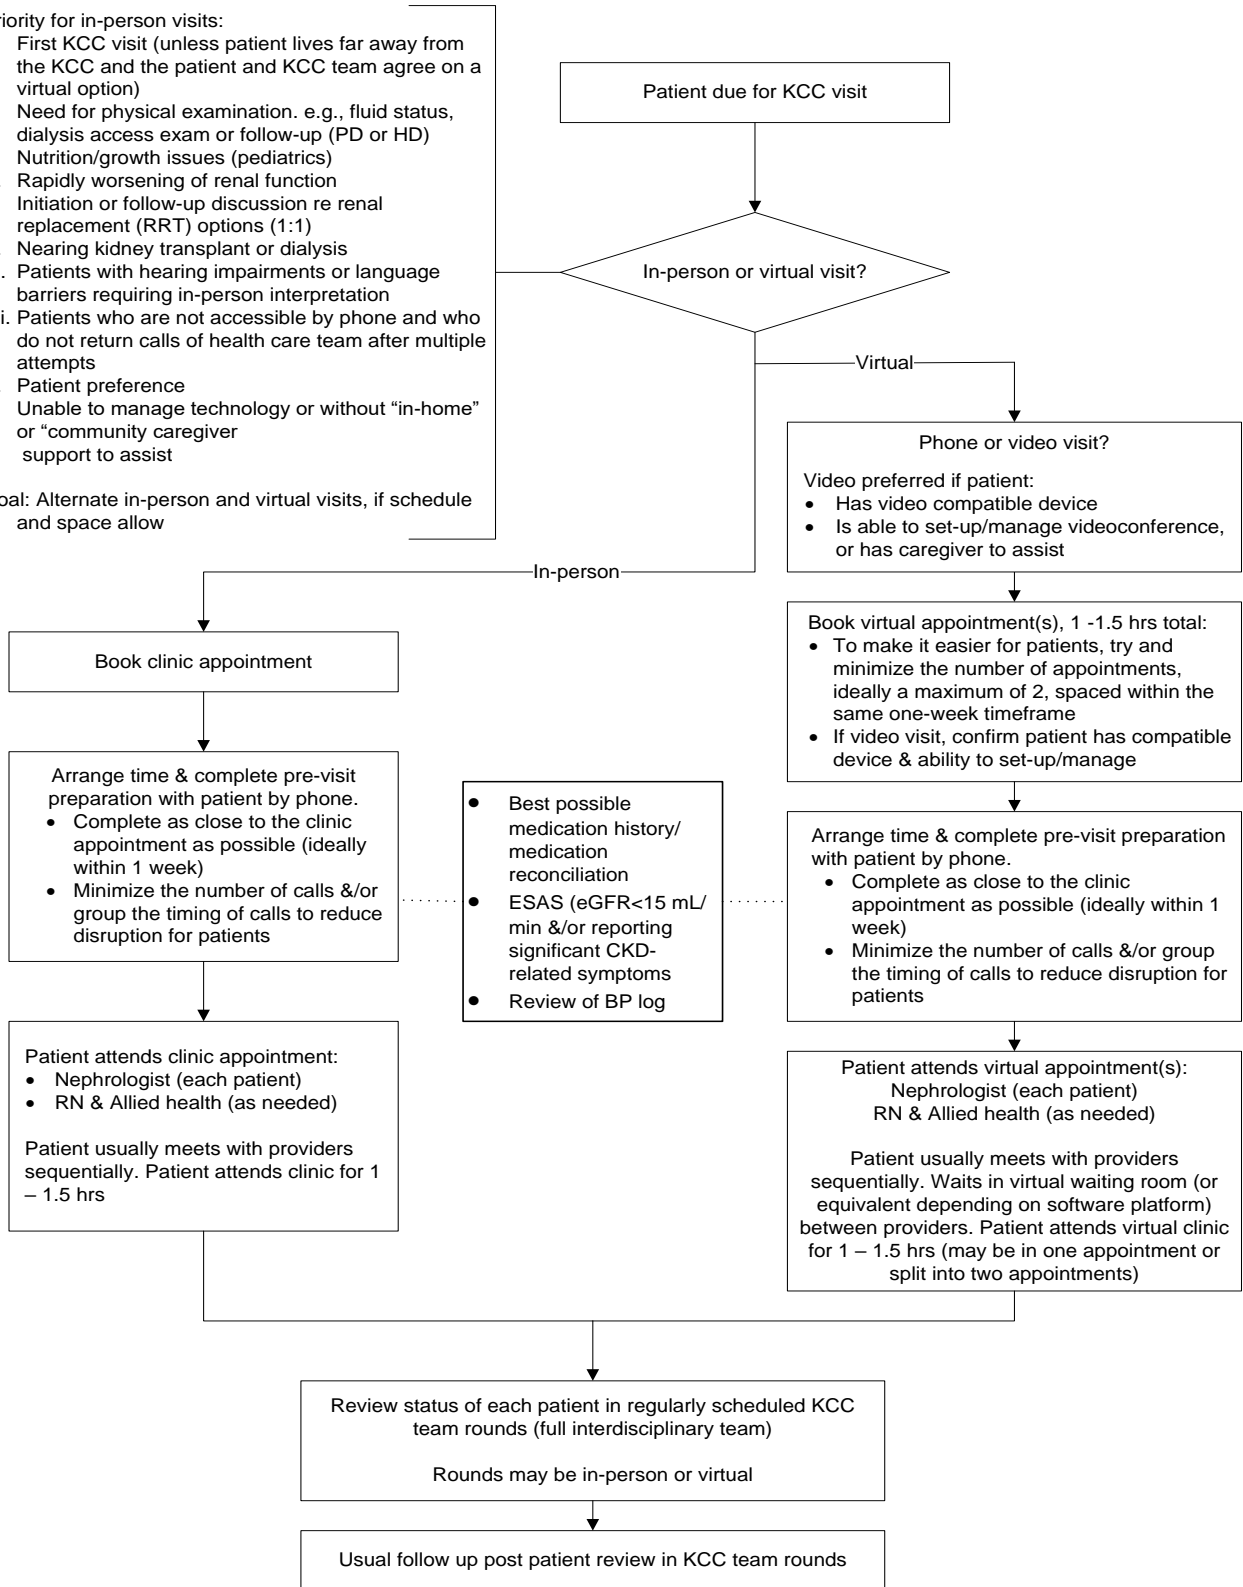 riority for in-person visits:
First KCC visit (unless patient lives far away from
the KCC and the patient and KCC team agree on a
virtual option)
Need for physical examination. e.g., fluid status,
dialysis access exam or follow-up (PD or HD)
Nutrition/growth issues (pediatrics)
Rapidly worsening of renal function
Initiation or follow-up discussion re renal
replacement (RRT) options (1:1)
Nearing kidney transplant or dialysis
. Patients with hearing impairments or language
barriers requiring in-person interpretation
i. Patients who are not accessible by phone and who
do not return calls of health care team after multiple
attempts
Patient preference
Unable to manage technology or without “in-home”
or “community caregiver
support to assist
oal: Alternate in-person and virtual visits, if schedule
and space allow
Patient due for KCC visit
In-person or virtual visit?
Virtual
In-person
Phone or video visit?
Video preferred if patient:
• Has video compatible device
• Is able to set-up/manage videoconference,
or has caregiver to assist
Book virtual appointment(s), 1 -1.5 hrs total:
• To make it easier for patients, try and
minimize the number of appointments,
ideally a maximum of 2, spaced within the
same one-week timeframe
• If video visit, confirm patient has compatible
device & ability to set-up/manage
Book clinic appointment
Arrange time & complete pre-visit
preparation with patient by phone.
• Complete as close to the clinic
appointment as possible (ideally
within 1 week)
• Minimize the number of calls &/or
group the timing of calls to reduce
disruption for patients
• Best possible
medication history/
medication
reconciliation
• ESAS (eGFR<15 mL/
min &/or reporting
significant CKD-
related symptoms
• Review of BP log
Arrange time & complete pre-visit preparation
with patient by phone.
• Complete as close to the clinic
appointment as possible (ideally within 1
week)
• Minimize the number of calls &/or group
the timing of calls to reduce disruption for
patients
Patient attends clinic appointment:
• Nephrologist (each patient)
• RN & Allied health (as needed)
Patient usually meets with providers
sequentially. Patient attends clinic for 1
– 1.5 hrs
Patient attends virtual appointment(s):
Nephrologist (each patient)
RN & Allied health (as needed)
Patient usually meets with providers
sequentially. Waits in virtual waiting room (or
equivalent depending on software platform)
between providers. Patient attends virtual clinic
for 1 – 1.5 hrs (may be in one appointment or
split into two appointments)
Review status of each patient in regularly scheduled KCC
team rounds (full interdisciplinary team)
Rounds may be in-person or virtual
Usual follow up post patient review in KCC team rounds